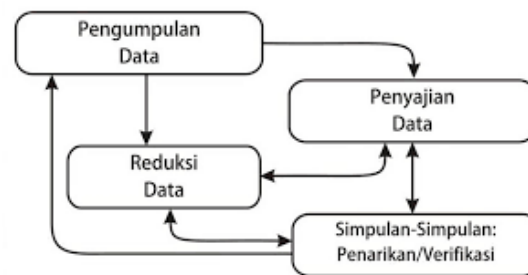 Pengumpulan
Data
Penyajian
Data
Reduksi
Data
Simpulan-Simpulan:
Penarikan/Verifikasi